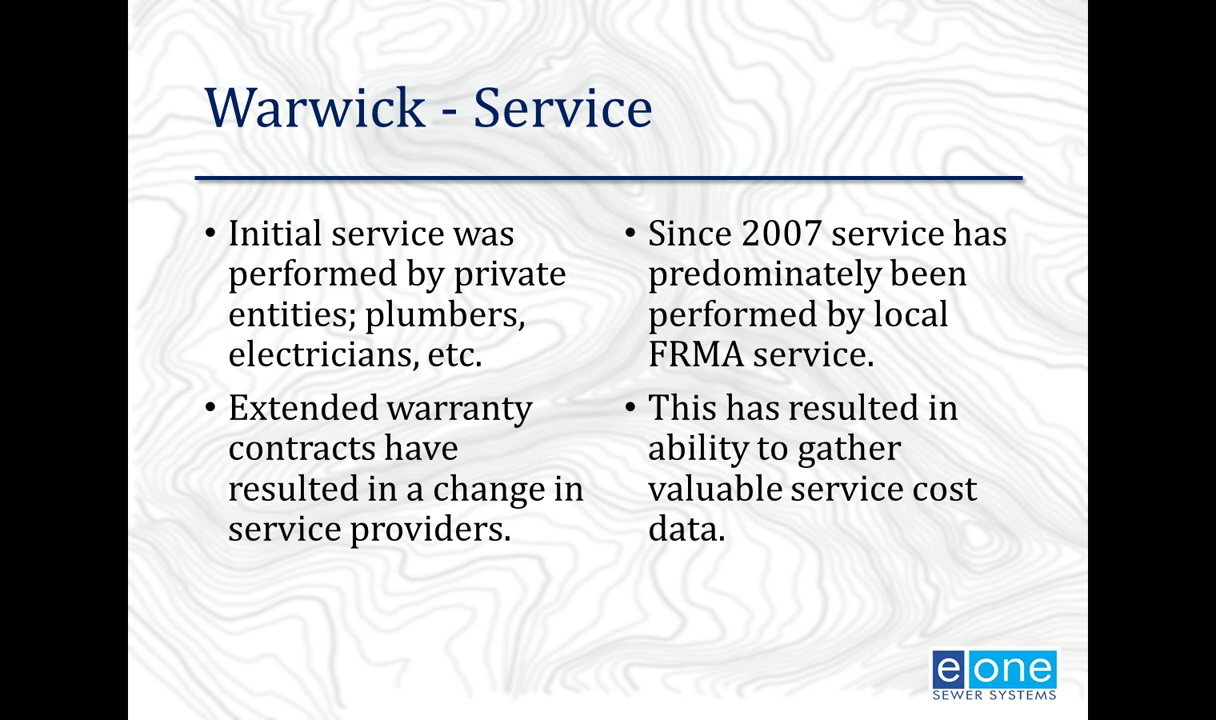 Warwick - Service
• Initial service was
performed by private
entities; plumbers,
electricians, etc.
• Extended warranty
contracts have
resulted in a change in
service providers.
• Since 2007 service has
predominately been
performed by local
FRMA service.
• This has resulted in
ability to gather
valuable service cost
data.
e one
SEWER SYSTEMS